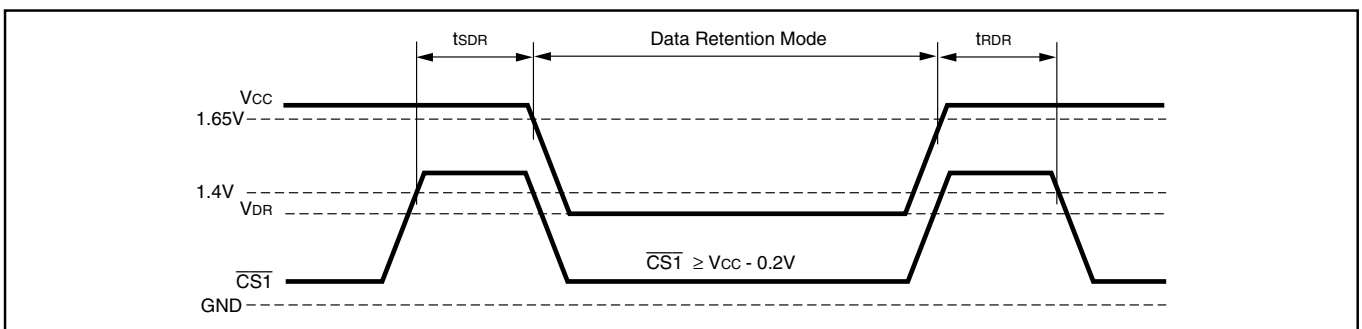 tSDR Data Retention Mode tRDR
VCC
1.65V
1.4V
VDR
CS1 ≥ VCC - 0.2V
CS1
GND